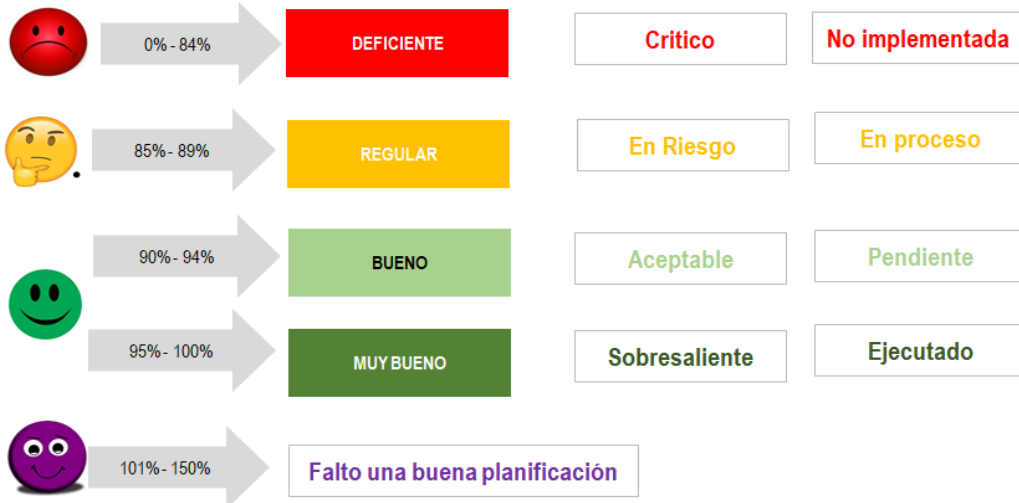 0% - 84% DEFICIENTE Critico No implementada
85% - 89% REGULAR En Riesgo En proceso
90% - 94% BUENO Aceptable Pendiente
95% - 100% MUY BUENO Sobresaliente Ejecutado
101% - 150% Falto una buena planificación